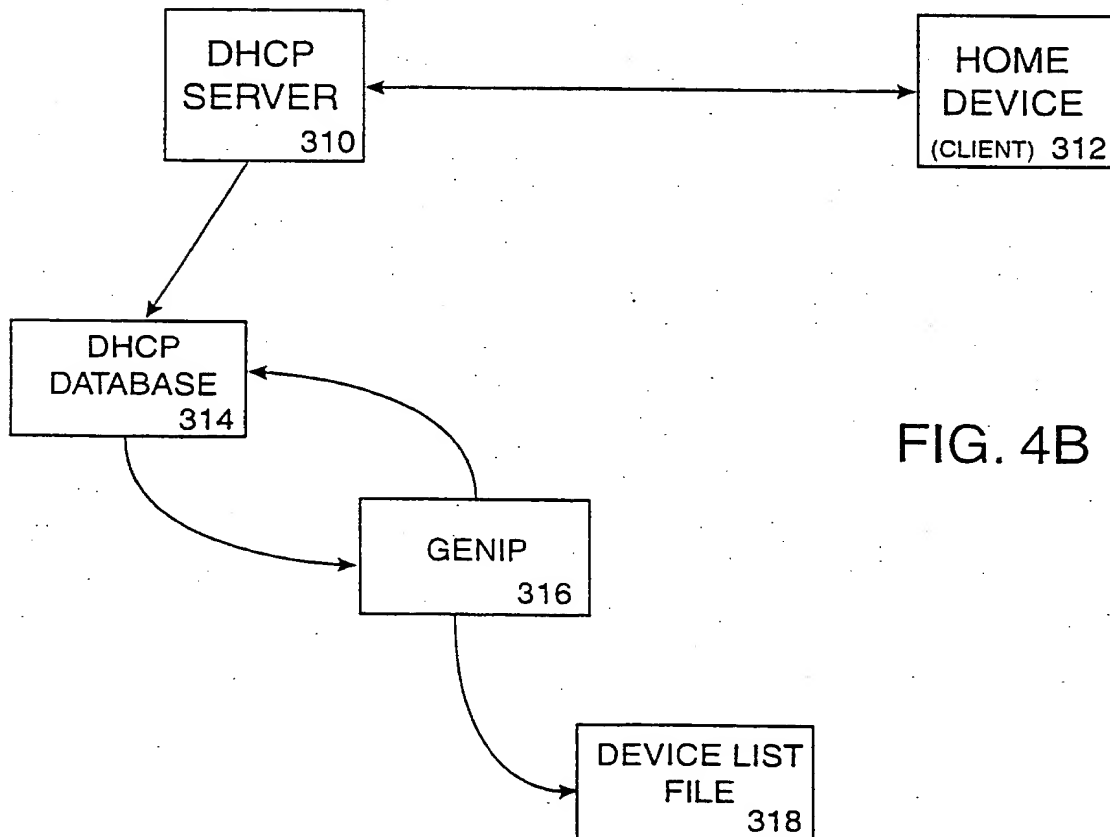 DHCP
SERVER
310
HOME
DEVICE
(CLIENT) 312
DHCP
DATABASE
314
FIG. 4B
GENIP
316
DEVICE LIST
FILE
318